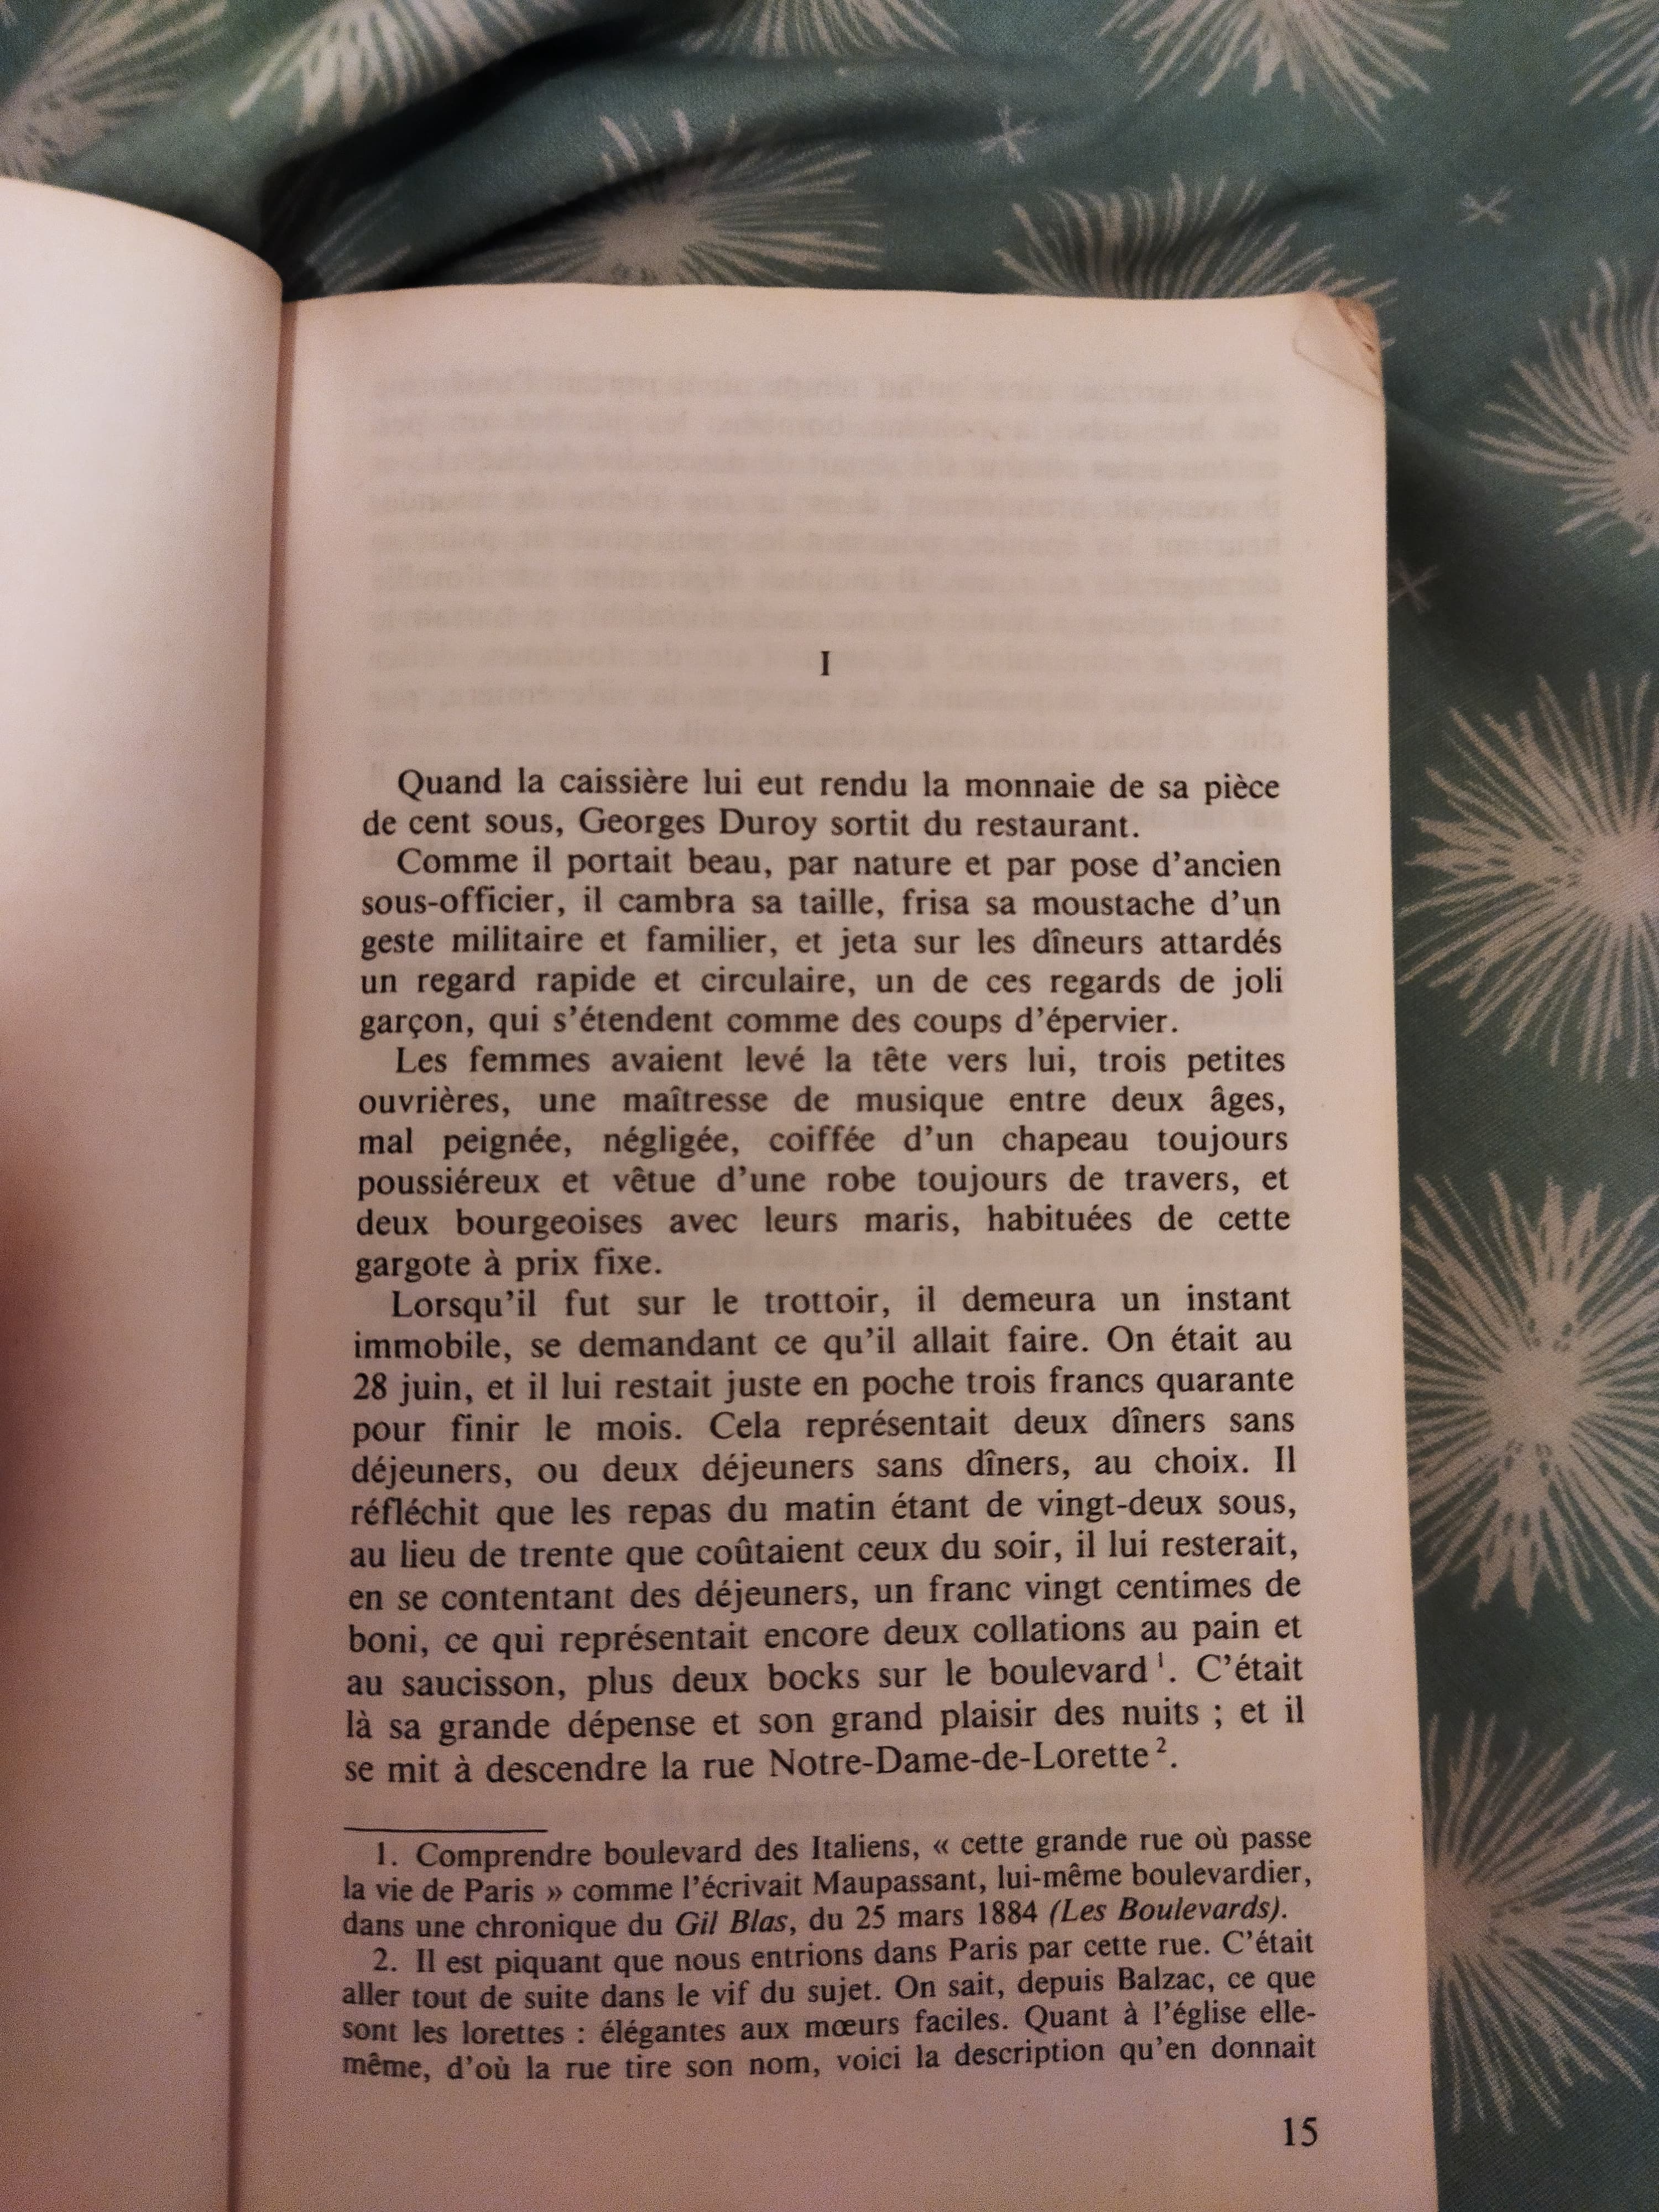 I
Quand la caissière lui eut rendu la monnaie de sa pièce
de cent sous, Georges Duroy sortit du restaurant.
Comme il portait beau, par nature et par pose d'ancien
sous-officier, il cambra sa taille, frisa sa moustache d'un
geste militaire et familier, et jeta sur les dîneurs attardés
un regard rapide et circulaire, un de ces regards de joli
garçon, qui s'étendent comme des coups d'épervier.
Les femmes avaient levé la tête vers lui, trois petites
ouvrières, une maîtresse de musique entre deux âges,
mal peignée, négligée, coiffée d'un chapeau toujours
poussiéreux et vêtue d'une robe toujours de travers, et
deux bourgeoises avec leurs maris, habituées de cette
gargote à prix fixe.
Lorsqu'il fut sur le trottoir, il demeura un instant
immobile, se demandant ce qu'il allait faire. On était au
28 juin, et il lui restait juste en poche trois francs quarante
pour finir le mois. Cela représentait deux dîners sans
déjeuners, ou deux déjeuners sans dîners, au choix. Il
réfléchit que les repas du matin étant de vingt-deux sous,
au lieu de trente que coûtaient ceux du soir, il lui resterait,
en se contentant des déjeuners, un franc vingt centimes de
boni, ce qui représentait encore deux collations au pain et
au saucisson, plus deux bocks sur le boulevard ¹. C'était
là sa grande dépense et son grand plaisir des nuits ; et il
se mit à descendre la rue Notre-Dame-de-Lorette ².
1. Comprendre boulevard des Italiens, « cette grande rue où passe
la vie de Paris » comme l'écrivait Maupassant, lui-même boulevardier,
dans une chronique du Gil Blas, du 25 mars 1884 (Les Boulevards).
2. Il est piquant que nous entrions dans Paris par cette rue. C'était
aller tout de suite dans le vif du sujet. On sait, depuis Balzac, ce que
sont les lorettes : élégantes aux mœurs faciles. Quant à l'église elle-
même, d'où la rue tire son nom, voici la description qu'en donnait
15